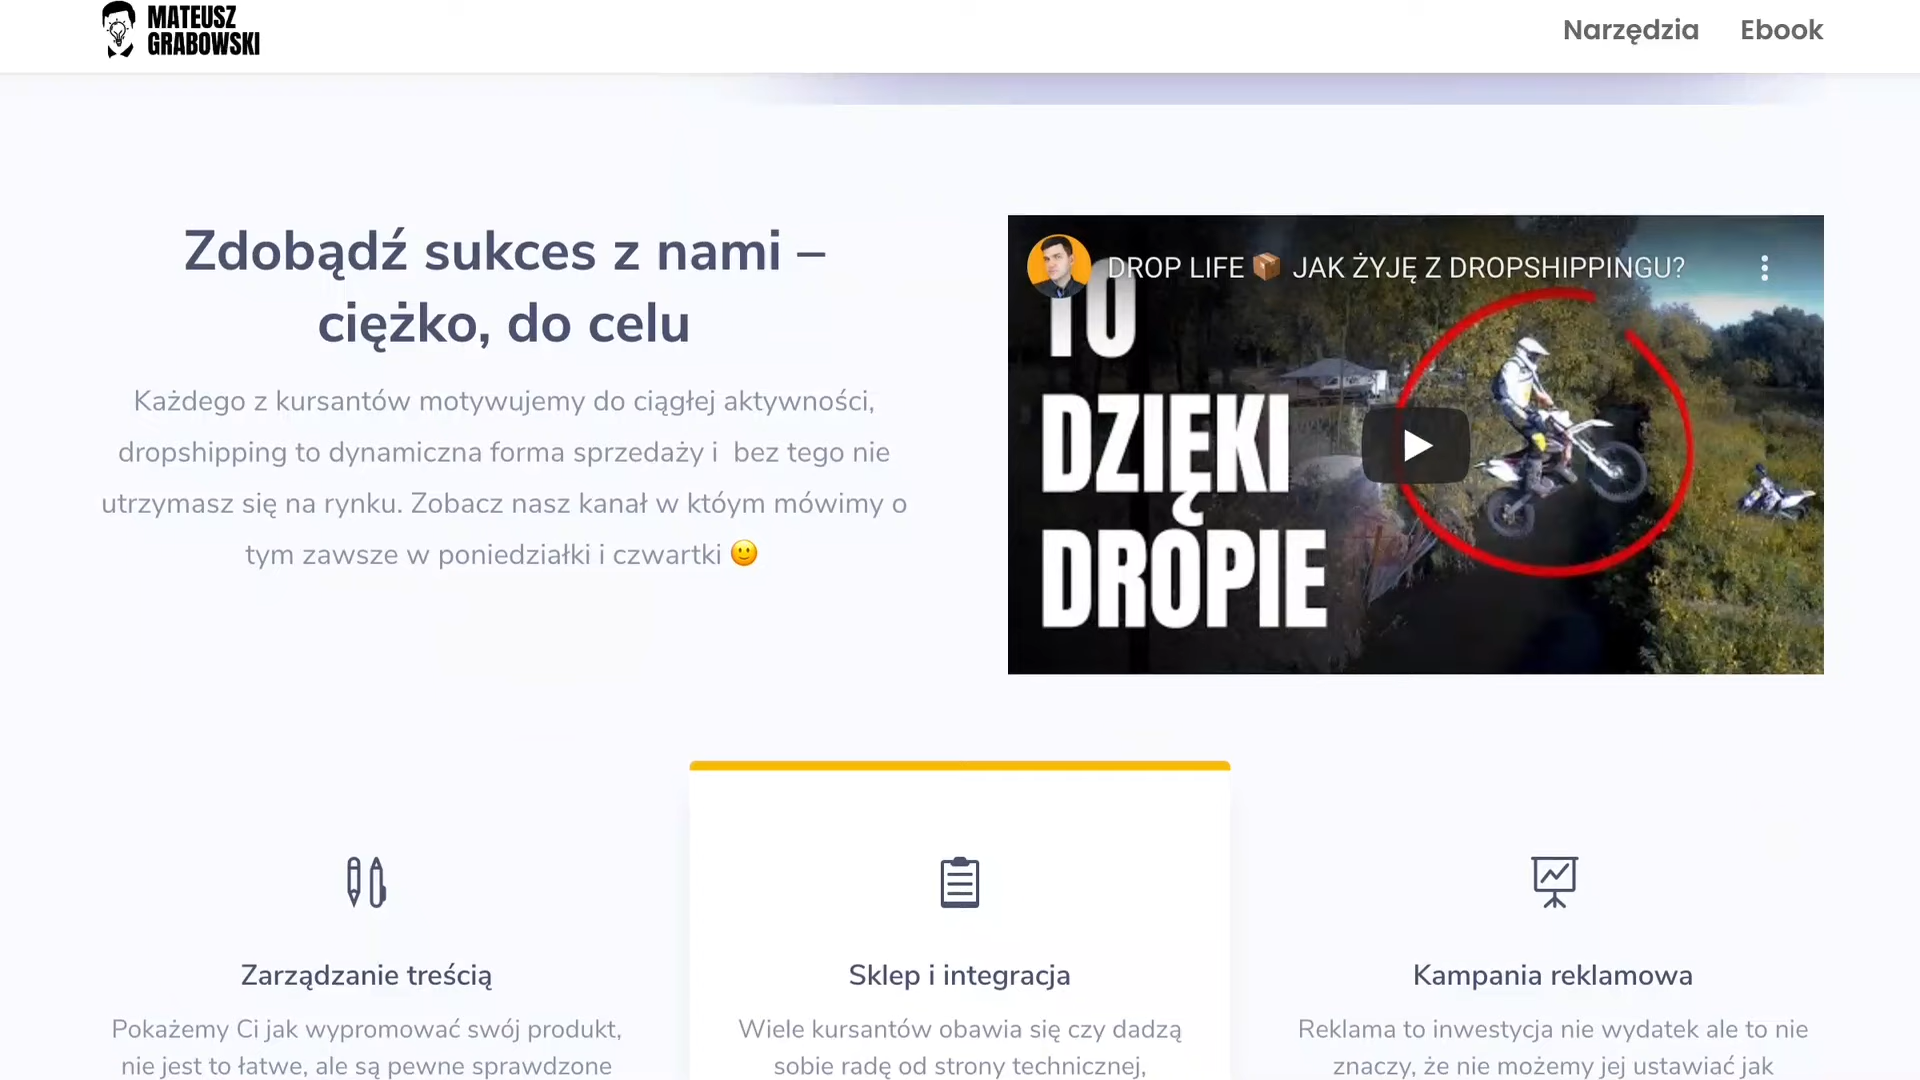 MATEUSZ
GRABOWSKI
Narzędzia
Ebook
Zdobądź sukces z nami –
ciężko, do celu
Każdego z kursantów motywujemy do ciągłej aktywności,
dropshipping to dynamiczna forma sprzedaży i bez tego nie
utrzymasz się na rynku. Zobacz nasz kanał w któym mówimy o
tym zawsze w poniedziałki i czwartki 🙂
DROP LIFE 📦 JAK ŻYJĘ Z DROPSHIPPINGU?
TO
DZIĘKI
DROPIE
Zarządzanie treścią
Pokażemy Ci jak wypromować swój produkt,
nie jest to łatwe, ale są pewne sprawdzone
Sklep i integracja
Wiele kursantów obawia się czy dadzą
sobie radę od strony technicznej,
Kampania reklamowa
Reklama to inwestycja nie wydatek ale to nie
znaczy, że nie możemy jej ustawiać jak